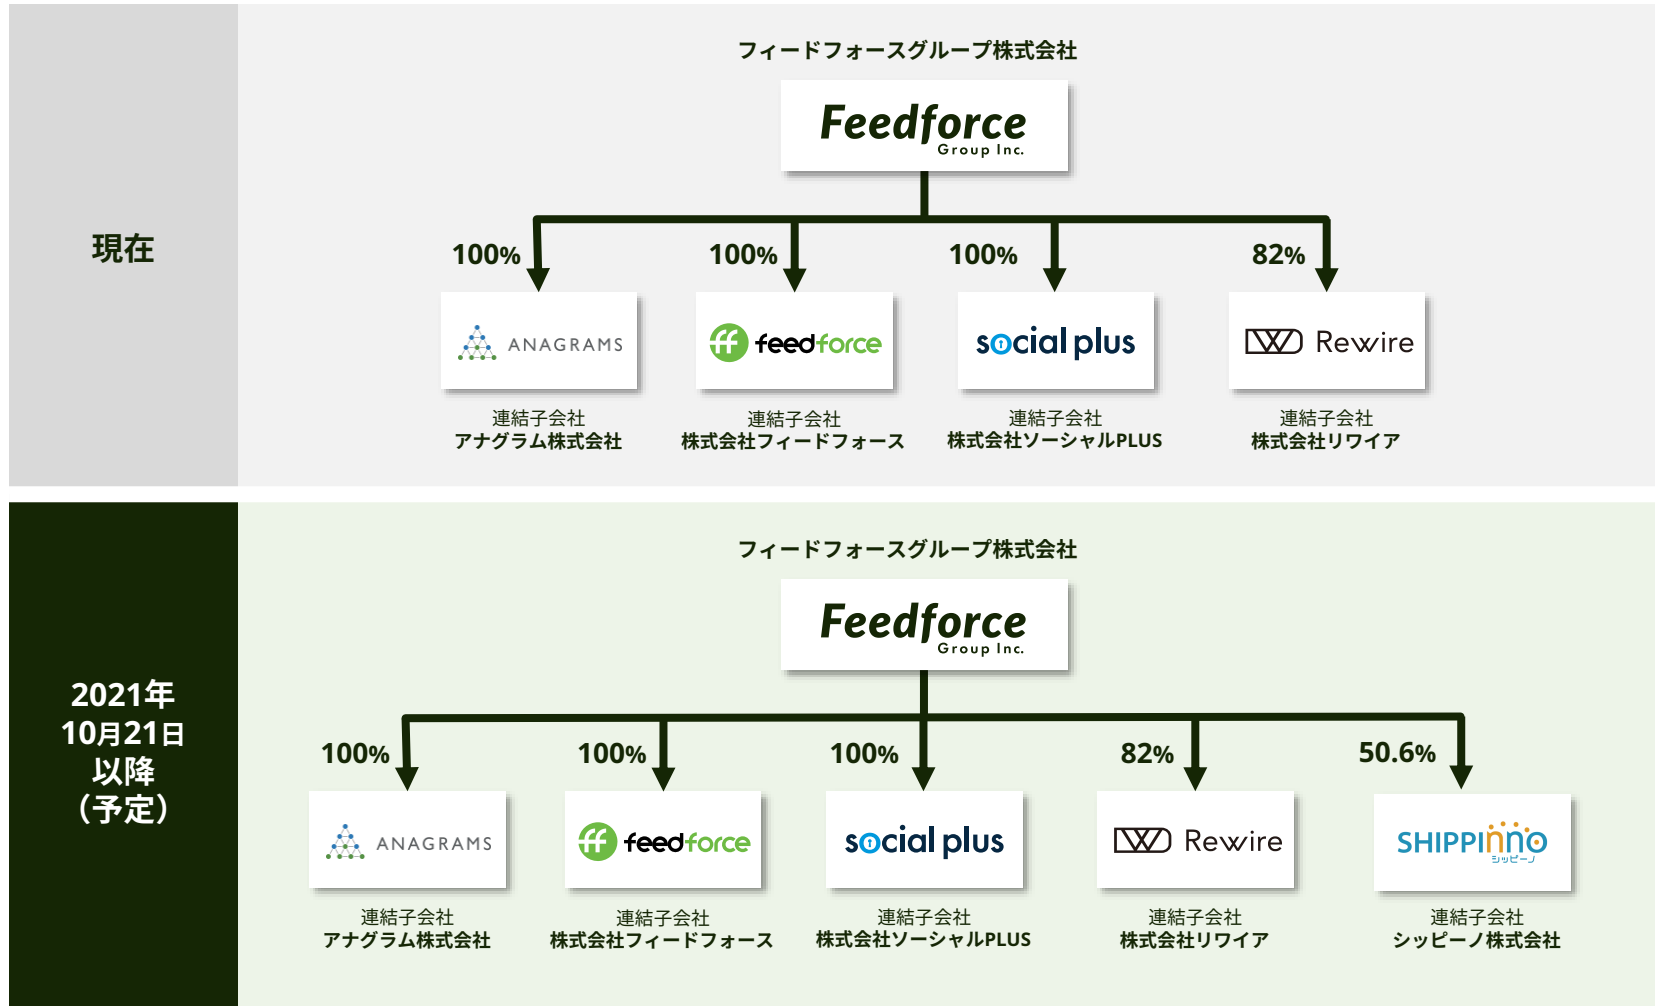 現在
フィードフォースグループ株式会社
Feedforce
Group Inc.
100%
100%
100%
82%
ANAGRAMS
ff feedforce
social plus
Rewire
連結子会社
アナグラム株式会社
連結子会社
株式会社フィードフォース
連結子会社
株式会社ソーシャルPLUS
連結子会社
株式会社リワイア
2021年
10月21日
以降
（予定）
フィードフォースグループ株式会社
Feedforce
Group Inc.
100%
100%
100%
82%
50.6%
ANAGRAMS
ff feedforce
social plus
Rewire
SHIPPINNO
シッピーノ
連結子会社
アナグラム株式会社
連結子会社
株式会社フィードフォース
連結子会社
株式会社ソーシャルPLUS
連結子会社
株式会社リワイア
連結子会社
シッピーノ株式会社